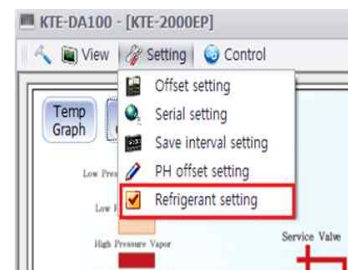 KTE-DA100 - [KTE-2000EP]
View Setting Control
Offset setting
Serial setting
Save interval setting
PH offset setting
Refrigerant setting
Temp
Graph
Low Pres
Low
High Pressure Vapor
Service Valve